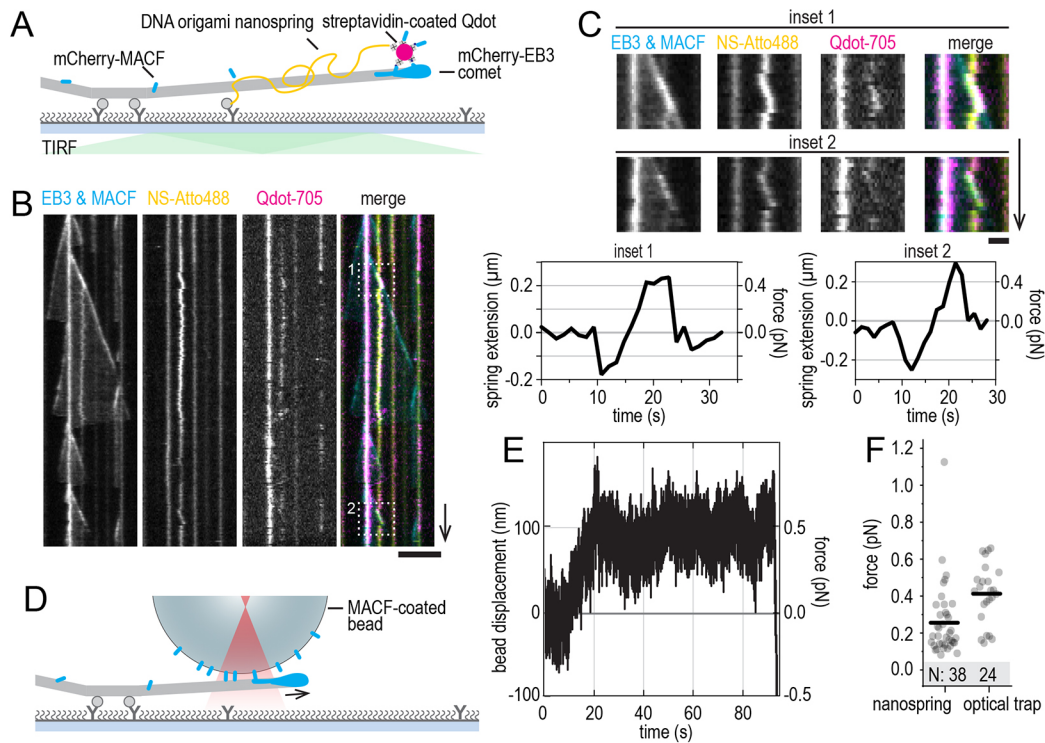 A
DNA origami nanospring
streptavidin-coated Qdot
mCherry-MACF
mCherry-EB3
comet
TIRF
B
EB3 & MACF
NS-Atto488
Qdot-705
merge
1
2
C
inset 1
EB3 & MACF
NS-Atto488
Qdot-705
merge
inset 2
inset 1
spring extension (µm)
0.2
0.0
-0.2
0.4
0.0
force (pN)
0
10
20
30
time (s)
inset 2
spring extension (µm)
0.2
0.0
-0.2
0.4
0.0
force (pN)
0
10
20
30
time (s)
D
MACF-coated
bead
E
bead displacement (nm)
100
0
-100
0.5
0.0
-0.5
force (pN)
0
20
40
60
80
time (s)
F
force (pN)
1.2
1.0
0.8
0.6
0.4
0.2
0.0
N: 38 24
nanospring optical trap